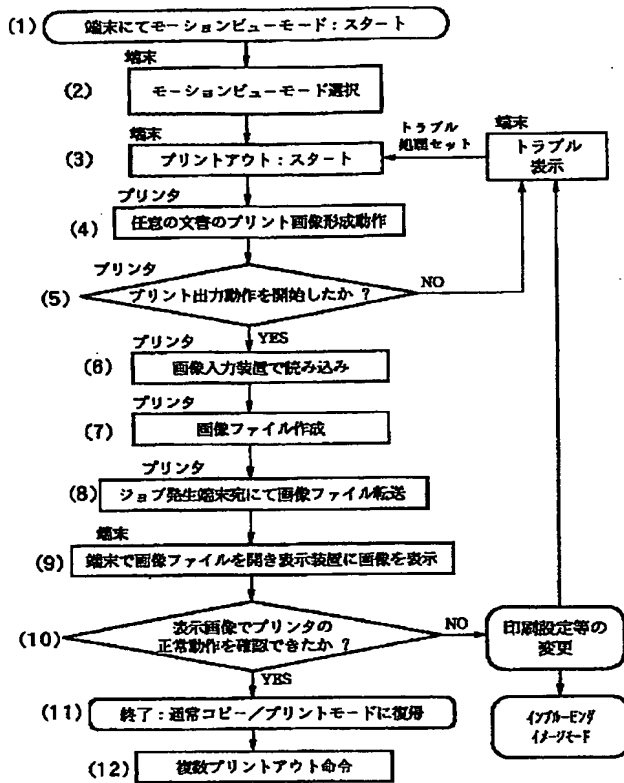 (1) 端末にてモーションビューモード:スタート
端末
(2) モーションビューモード選択
端末
(3) プリントアウト:スタート
トラブル
処理セット
端末
トラブル
表示
プリンタ
(4) 任意の文書のプリント画像形成動作
プリンタ
(5) プリント出力動作を開始したか ?
NO
YES
プリンタ
(6) 画像入力装置で読み込み
プリンタ
(7) 画像ファイル作成
プリンタ
(8) ジョブ発生端末宛にて画像ファイル転送
端末
(9) 端末で画像ファイルを開き表示装置に画像を表示
(10) 表示画像でプリンタの
正常動作を確認できたか ?
NO
印刷設定等の
変更
YES
(11) 終了:通常コピー/プリントモードに復帰
イメージモード
(12) 複数プリントアウト命令